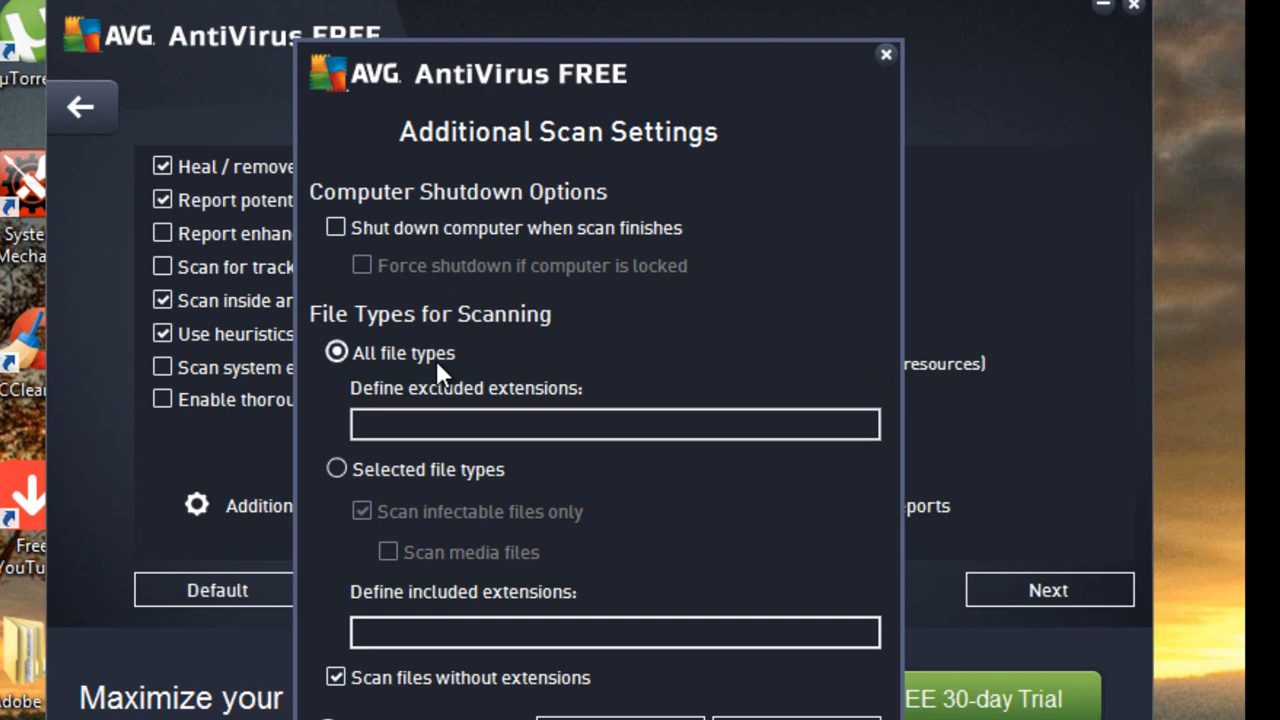 µTorre
AVG. AntiVirus FREE
AVG. AntiVirus FREE
Additional Scan Settings
Computer Shutdown Options
Shut down computer when scan finishes
Force shutdown if computer is locked
File Types for Scanning
All file types
Define excluded extensions:
Selected file types
Scan infectable files only
Scan media files
Define included extensions:
Scan files without extensions
Heal / remove
Report potent
Report enhan
Scan for track
Scan inside ar
Use heuristics
Scan system e
Enable thorou
resources)
Addition
ports
Default
Next
Maximize your
EE 30-day Trial
Syste
Mecha
CClea
Free
YouTu
Adobe